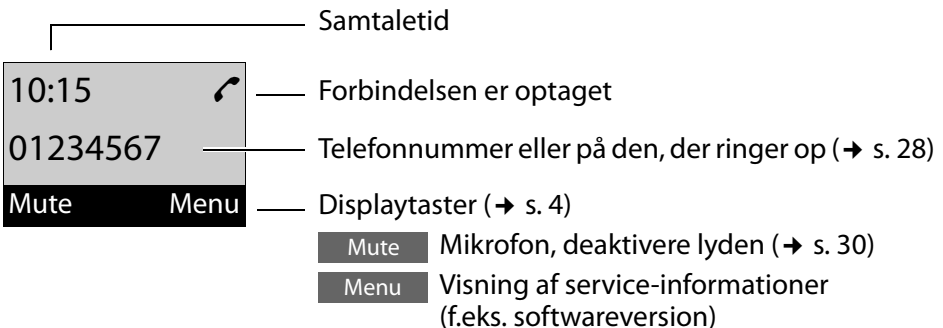 Samtaletid
10:15
Forbindelsen er optaget
01234567
Telefonnummer eller på den, der ringer op (➔ s. 28)
Mute Menu
Displaytaster (➔ s. 4)
Mute Mikrofon, deaktivere lyden (➔ s. 30)
Menu Visning af service-informationer
(f.eks. softwareversion)